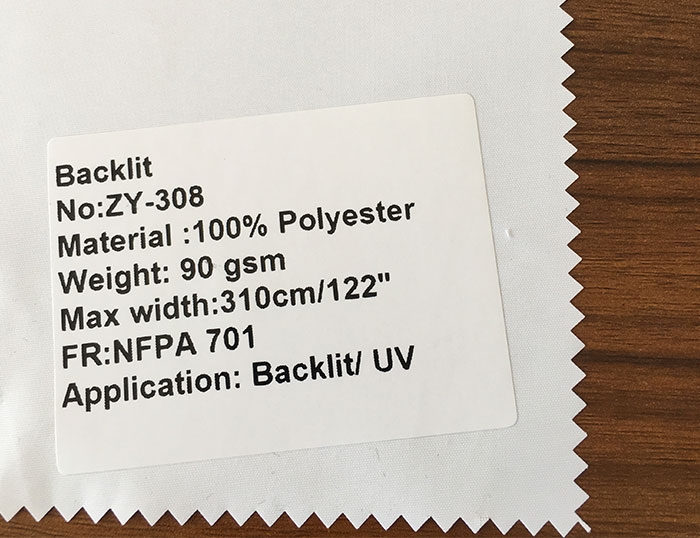 Backlit
No:ZY-308
Material :100% Polyester
Weight: 90 gsm
Max width:310cm/122"
FR:NFPA 701
Application: Backlit/ UV